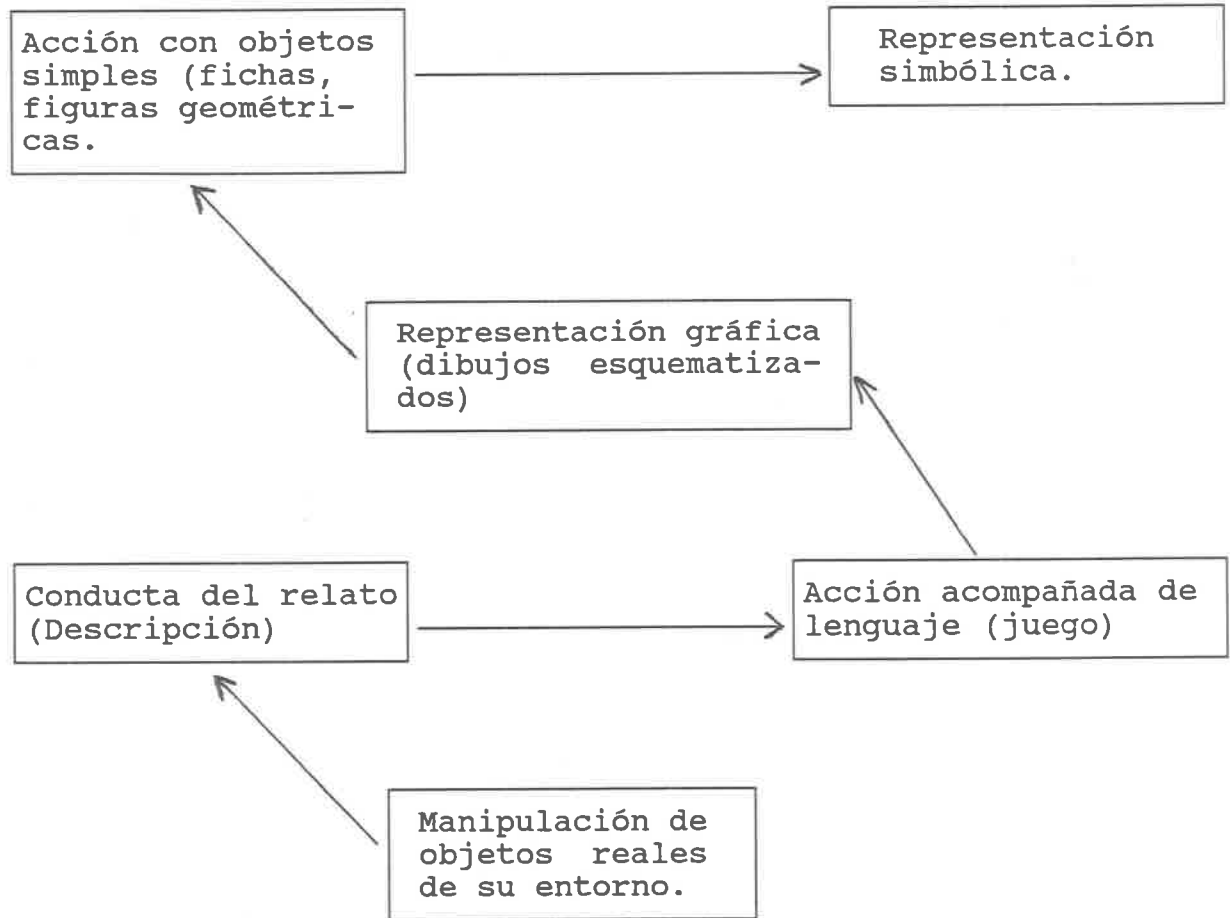 Acción con objetos
simples (fichas,
figuras geométri-
cas.
Representación
simbólica.
Representación gráfica
(dibujos esquematiza-
dos)
Conducta del relato
(Descripción)
Acción acompañada de
lenguaje (juego)
Manipulación de
objetos reales
de su entorno.